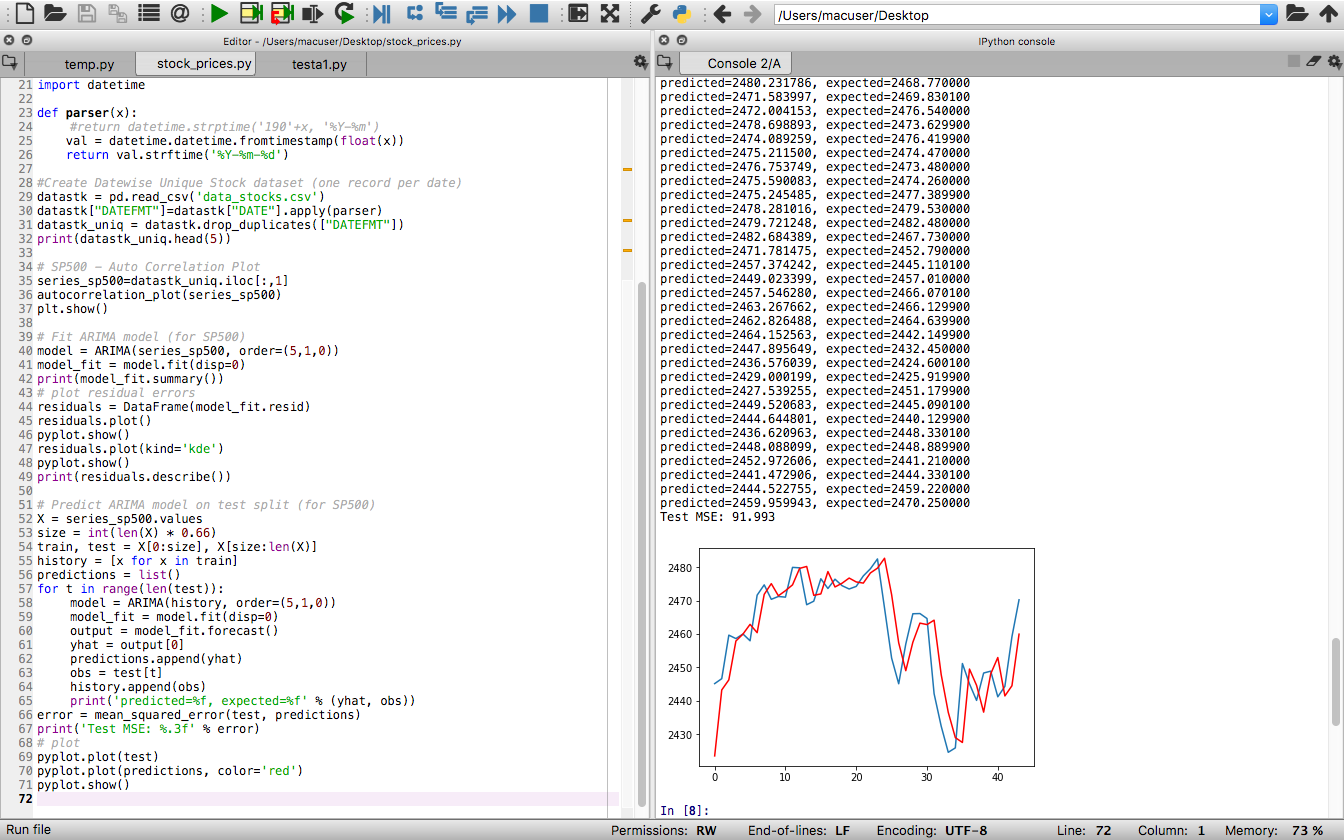 /Users/macuser/Desktop
Editor - /Users/macuser/Desktop/stock_prices.py
temp.py
stock_prices.py
testa1.py
21 import datetime
22
23 def parser(x):
24 #return datetime.strptime('190'+x, '%Y-%m')
25 val = datetime.datetime.fromtimestamp(float(x))
26 return val.strftime('%Y-%m-%d')
27
28 #Create Datewise Unique Stock dataset (one record per date)
29 datastk = pd.read_csv('data_stocks.csv')
30 datastk["DATEFMT"]=datastk["DATE"].apply(parser)
31 datastk_uniq = datastk.drop_duplicates(["DATEFMT"])
32 print(datastk_uniq.head(5))
33
34 # SP500 - Auto Correlation Plot
35 series_sp500=datastk_uniq.iloc[:,1]
36 autocorrelation_plot(series_sp500)
37 plt.show()
38
39 # Fit ARIMA model (for SP500)
40 model = ARIMA(series_sp500, order=(5,1,0))
41 model_fit = model.fit(disp=0)
42 print(model_fit.summary())
43 # plot residual errors
44 residuals = DataFrame(model_fit.resid)
45 residuals.plot()
46 pyplot.show()
47 residuals.plot(kind='kde')
48 pyplot.show()
49 print(residuals.describe())
50
51 # Predict ARIMA model on test split (for SP500)
52 X = series_sp500.values
53 size = int(len(X) * 0.66)
54 train, test = X[0:size], X[size:len(X)]
55 history = [x for x in train]
56 predictions = list()
57 for t in range(len(test)):
58 model = ARIMA(history, order=(5,1,0))
59 model_fit = model.fit(disp=0)
60 output = model_fit.forecast()
61 yhat = output[0]
62 predictions.append(yhat)
63 obs = test[t]
64 history.append(obs)
65 print('predicted=%f, expected=%f' % (yhat, obs))
66 error = mean_squared_error(test, predictions)
67 print('Test MSE: %.3f' % error)
68 # plot
69 pyplot.plot(test)
70 pyplot.plot(predictions, color='red')
71 pyplot.show()
72
IPython console
Console 2/A
predicted=2480.231786, expected=2468.770000
predicted=2471.583997, expected=2469.830100
predicted=2472.004153, expected=2476.540000
predicted=2478.698893, expected=2473.629900
predicted=2474.089259, expected=2476.419900
predicted=2475.211500, expected=2474.470000
predicted=2476.753749, expected=2473.480000
predicted=2475.590083, expected=2474.260000
predicted=2475.245485, expected=2477.389900
predicted=2478.281016, expected=2479.530000
predicted=2479.721248, expected=2482.480000
predicted=2482.684389, expected=2467.730000
predicted=2471.781475, expected=2452.790000
predicted=2457.374242, expected=2445.110100
predicted=2449.023399, expected=2457.010000
predicted=2457.546280, expected=2466.070100
predicted=2463.267662, expected=2466.129900
predicted=2462.826488, expected=2464.639900
predicted=2464.152563, expected=2442.149900
predicted=2447.895649, expected=2432.450000
predicted=2436.576039, expected=2424.600100
predicted=2429.000199, expected=2425.919900
predicted=2427.539255, expected=2451.179900
predicted=2449.520683, expected=2445.090100
predicted=2444.644801, expected=2440.129900
predicted=2436.620963, expected=2448.330100
predicted=2448.088099, expected=2448.889900
predicted=2452.972606, expected=2441.210000
predicted=2441.472906, expected=2444.330100
predicted=2444.522755, expected=2459.220000
predicted=2459.959943, expected=2470.250000
Test MSE: 91.993
2480
2470
2460
2450
2440
2430
0 10 20 30 40
In [8]:
Run file
Permissions: RW
End-of-lines: LF
Encoding: UTF-8
Line: 72
Column: 1
Memory: 73 %